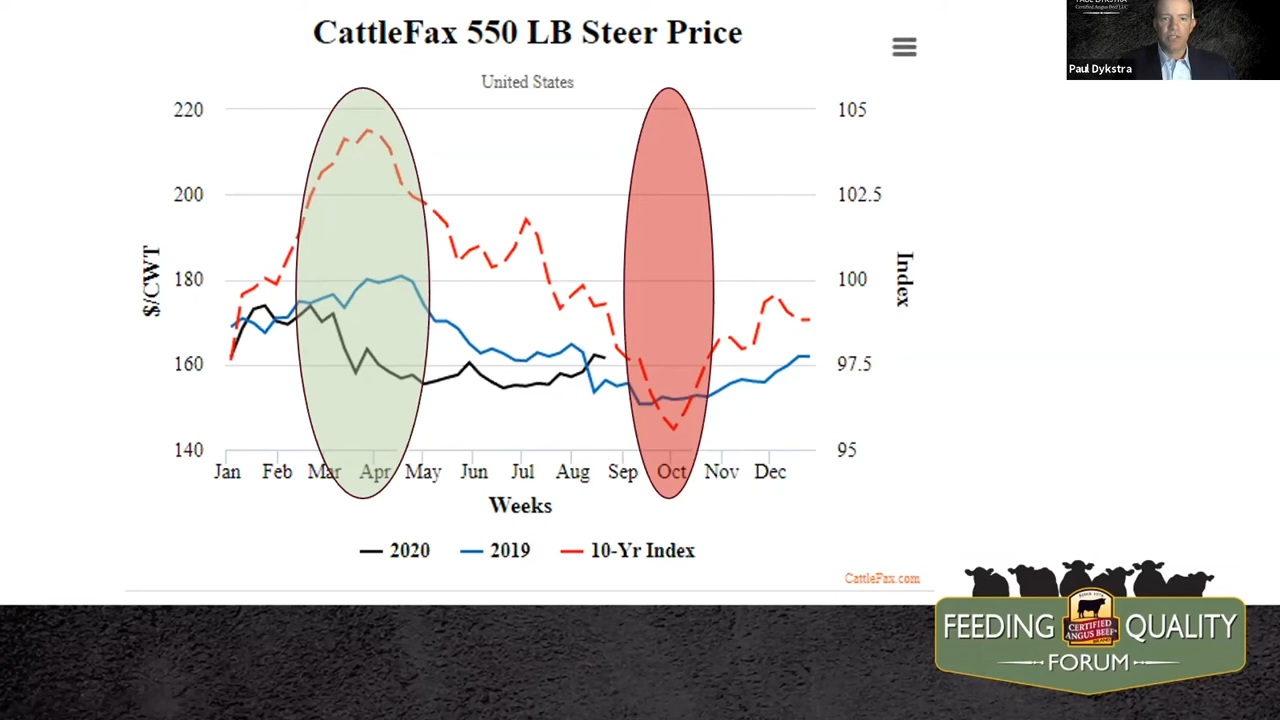 CattleFax 550 LB Steer Price
United States
Paul Dykstra
220
200
180
160
140
$/CWT
105
102.5
100
97.5
95
Index
Jan Feb Mar Apr May Jun Jul Aug Sep Oct Nov Dec
Weeks
2020 2019 10-Yr Index
CattleFax.com
FEEDING QUALITY
CERTIFIED
ANGUS BEEF
FORUM